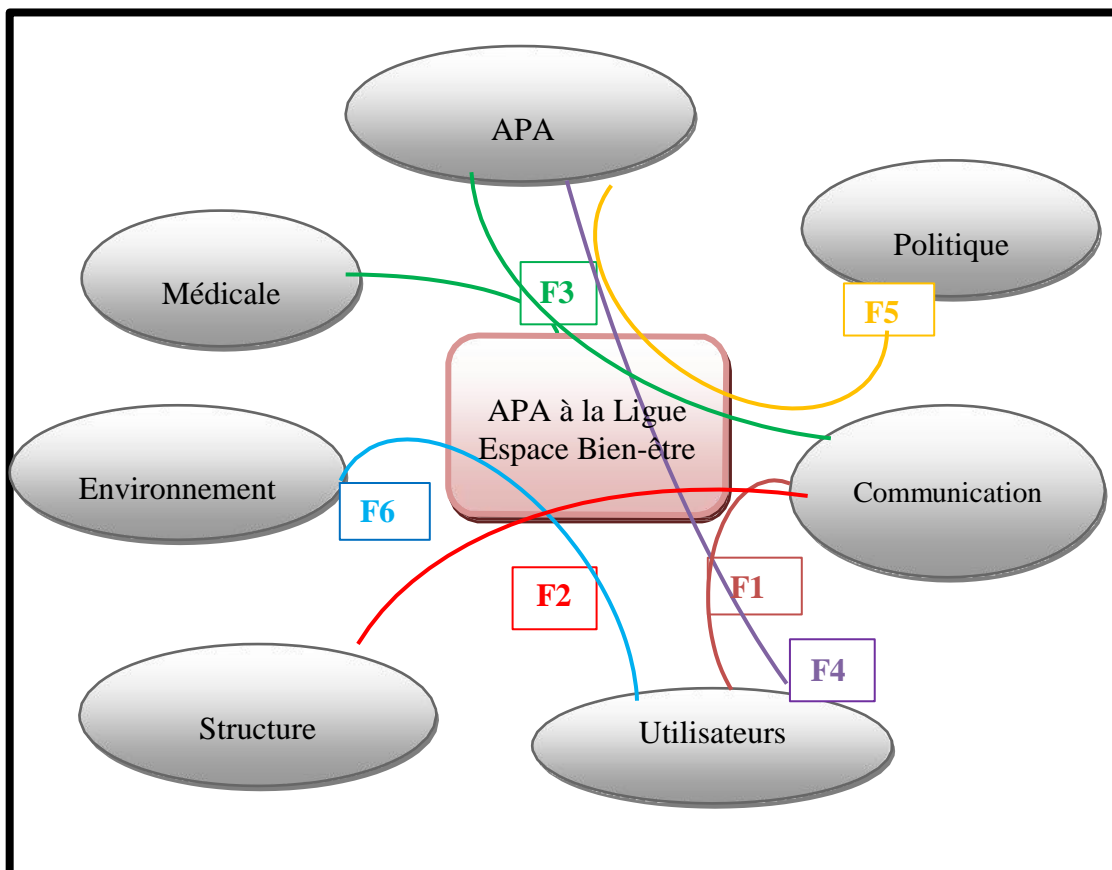 APA
Politique
Médicale
F3
F5
APA à la Ligue
Espace Bien-être
Environnement
Communication
F6
F2
F1
F4
Structure
Utilisateurs